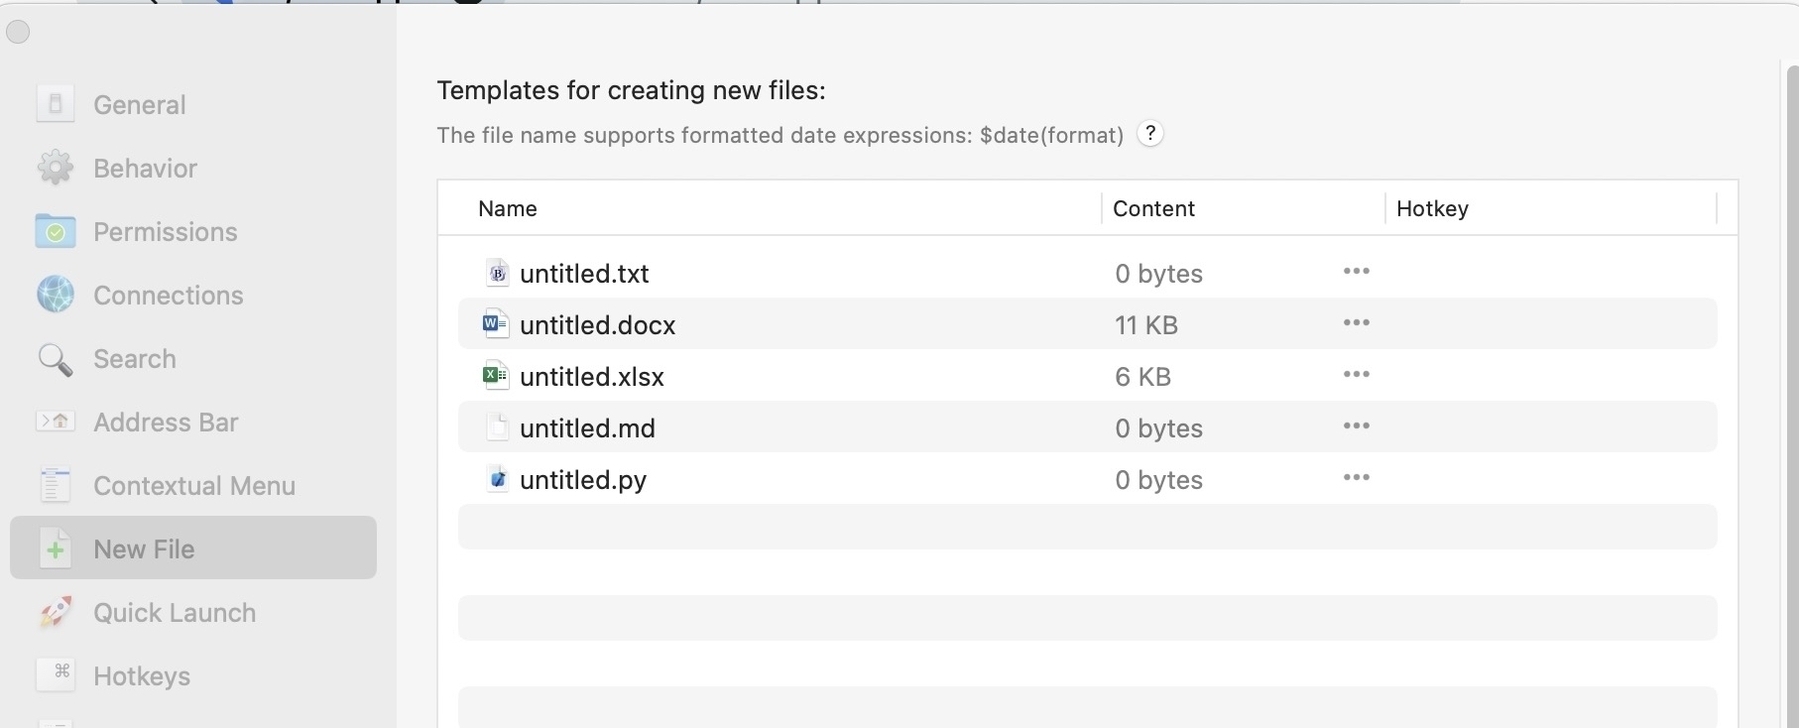 General
Behavior
Permissions
Connections
Search
Address Bar
Contextual Menu
New File
Quick Launch
Hotkeys
Templates for creating new files:
The file name supports formatted date expressions: $date(format) ?
Name Content Hotkey
untitled.txt 0 bytes •••
untitled.docx 11 KB •••
untitled.xlsx 6 KB •••
untitled.md 0 bytes •••
untitled.py 0 bytes •••